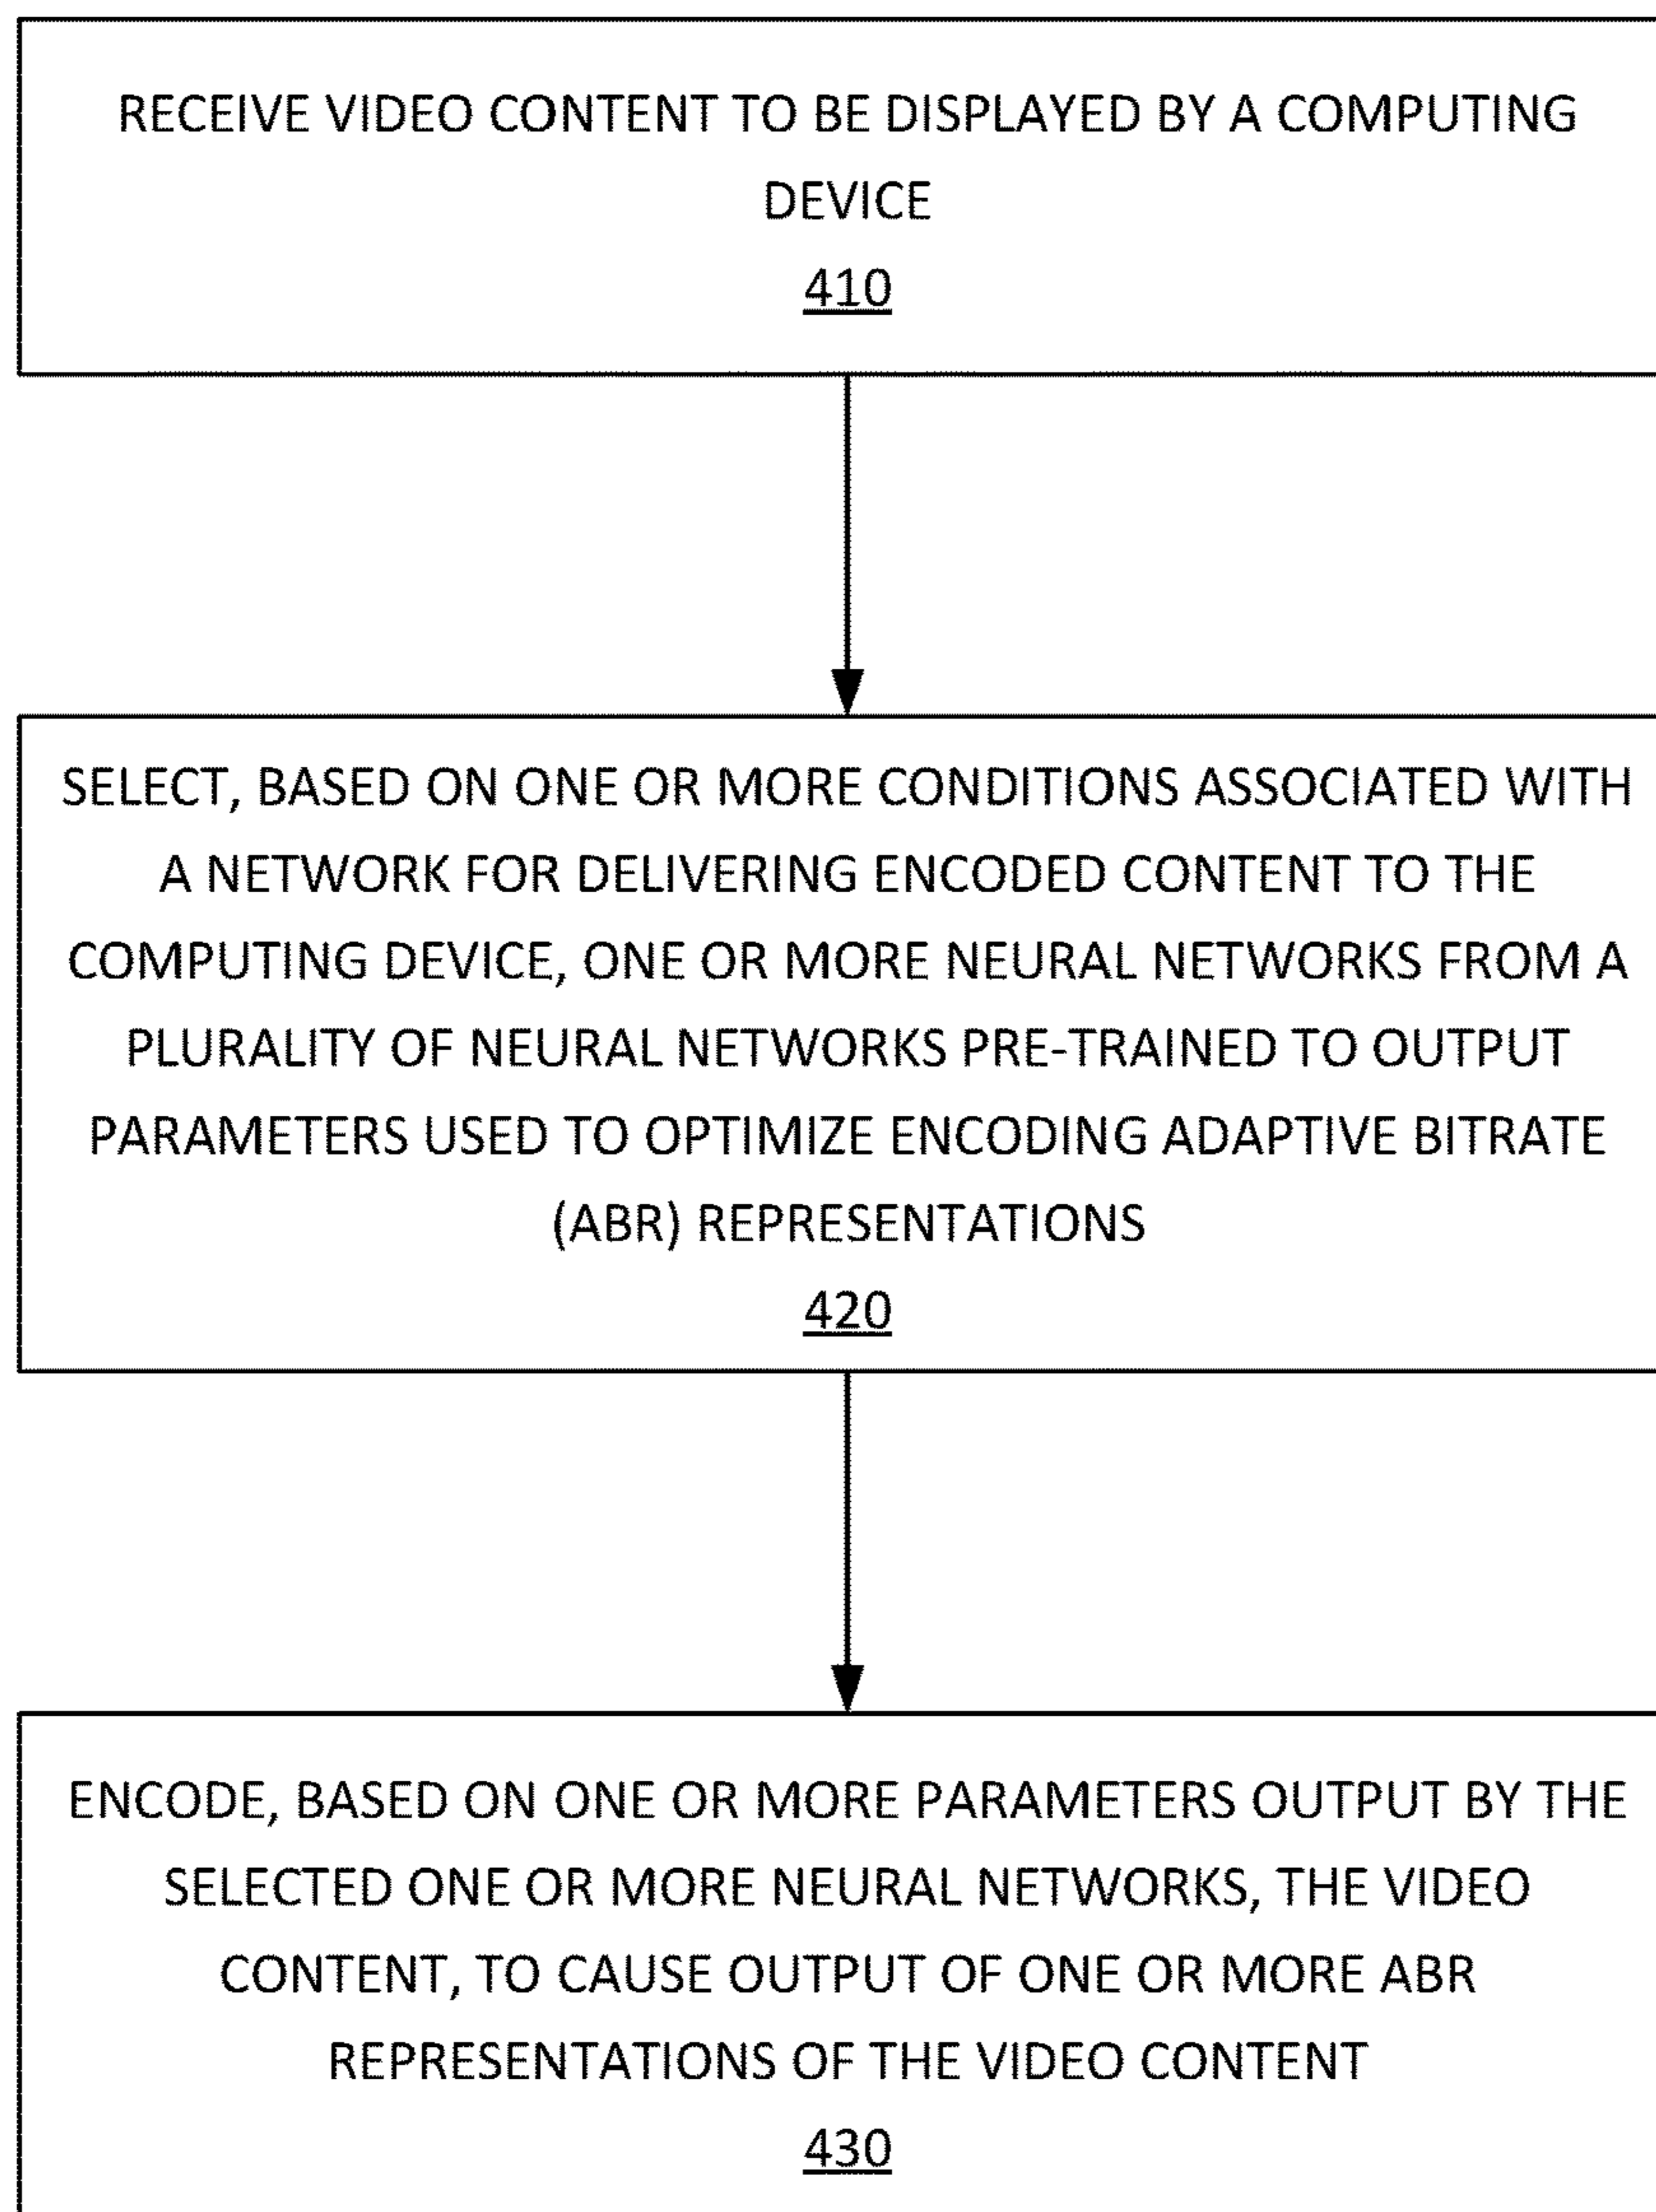 RECEIVE VIDEO CONTENT TO BE DISPLAYED BY A COMPUTING
DEVICE
410
SELECT, BASED ON ONE OR MORE CONDITIONS ASSOCIATED WITH
A NETWORK FOR DELIVERING ENCODED CONTENT TO THE
COMPUTING DEVICE, ONE OR MORE NEURAL NETWORKS FROM A
PLURALITY OF NEURAL NETWORKS PRE-TRAINED TO OUTPUT
PARAMETERS USED TO OPTIMIZE ENCODING ADAPTIVE BITRATE
(ABR) REPRESENTATIONS
420
ENCODE, BASED ON ONE OR MORE PARAMETERS OUTPUT BY THE
SELECTED ONE OR MORE NEURAL NETWORKS, THE VIDEO
CONTENT, TO CAUSE OUTPUT OF ONE OR MORE ABR
REPRESENTATIONS OF THE VIDEO CONTENT
430